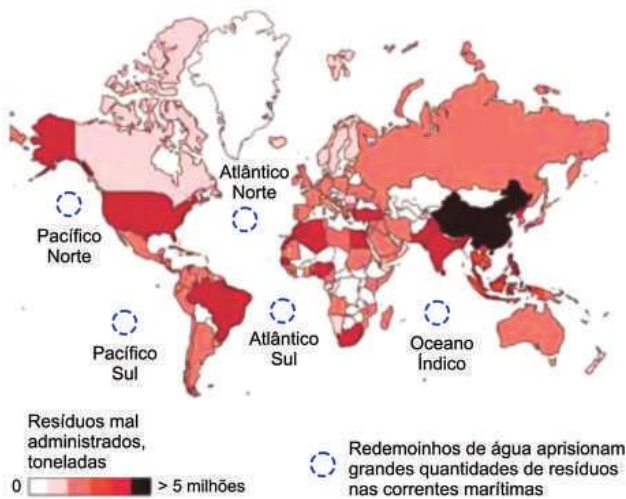 Atlântico
Norte
Pacífico
Norte
Pacífico
Sul
Atlântico
Sul
Oceano
Índico
Resíduos mal
administrados,
toneladas
0 > 5 milhões
Redemoinhos de água aprisionam
grandes quantidades de resíduos
nas correntes marítimas